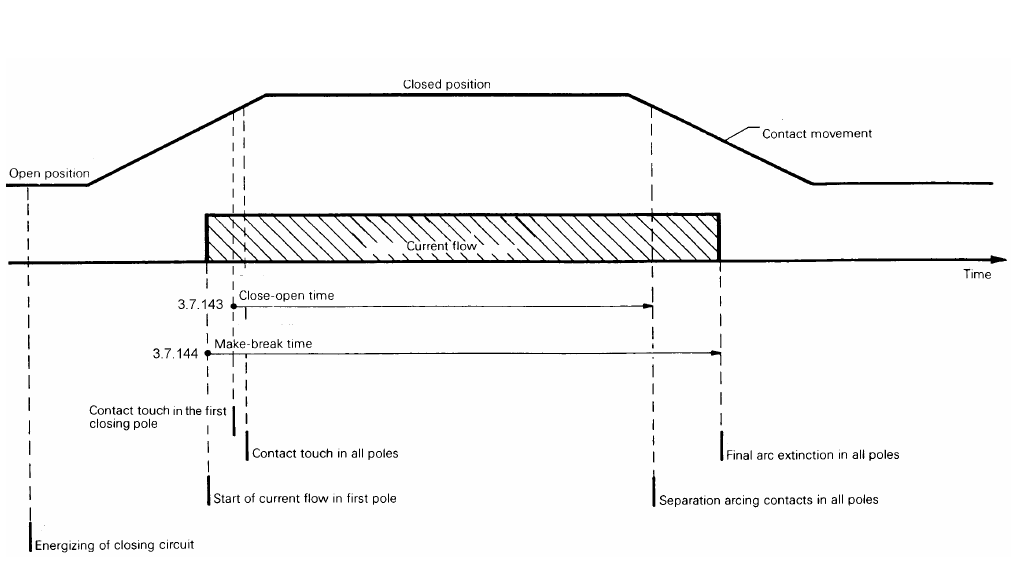 Closed position
Contact movement
Open position
Current flow
Time
Close-open time
3.7.143
Make-break time
3.7.144
Contact touch in the first
closing pole
Contact touch in all poles
Final arc extinction in all poles
Start of current flow in first pole
Separation arcing contacts in all poles
Energizing of closing circuit